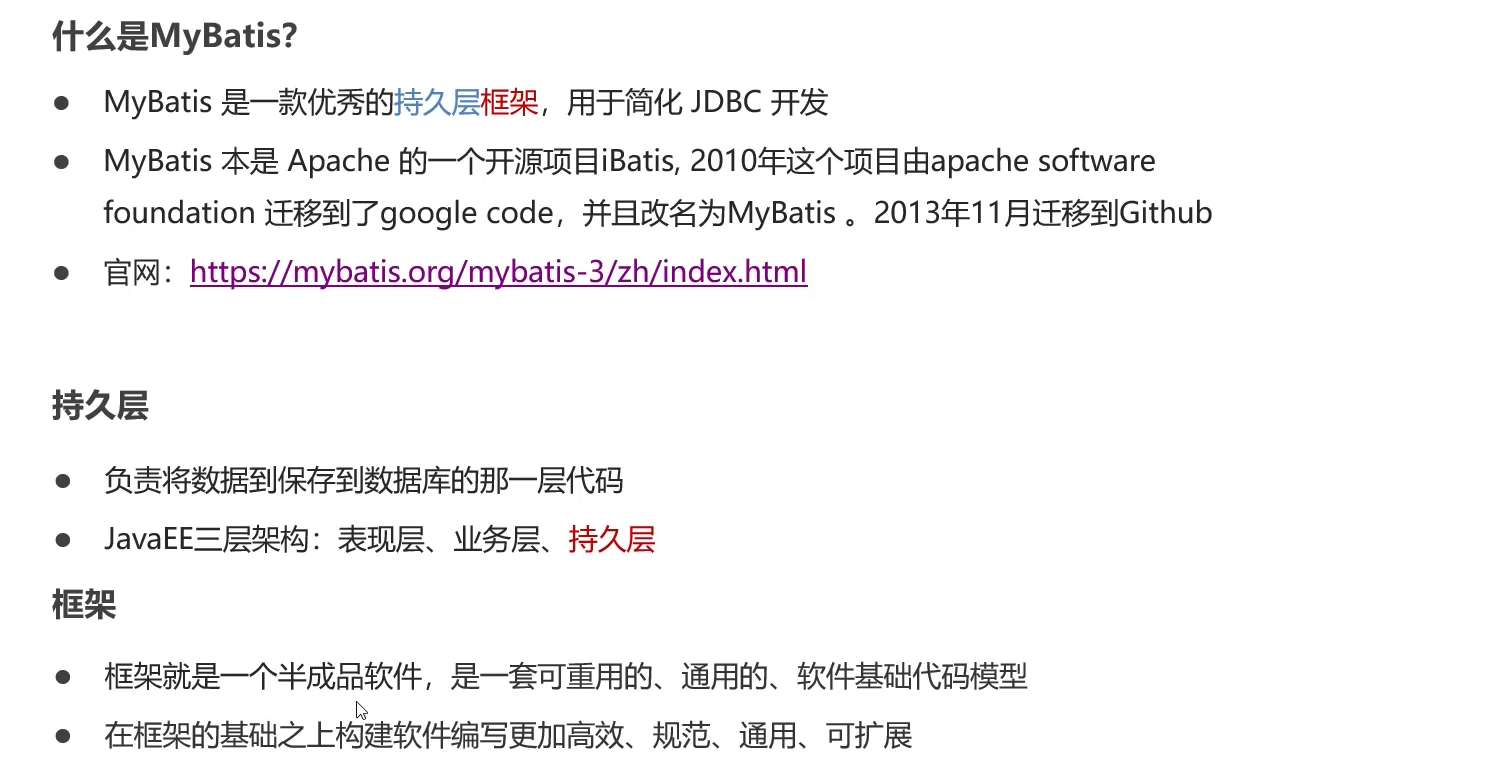 什么是MyBatis?
● MyBatis 是一款优秀的持久层框架，用于简化 JDBC 开发
● MyBatis 本是 Apache 的一个开源项目iBatis, 2010年这个项目由apache software
foundation 迁移到了google code，并且改名为MyBatis 。2013年11月迁移到Github
● 官网：https://mybatis.org/mybatis-3/zh/index.html
持久层
● 负责将数据到保存到数据库的那一层代码
● JavaEE三层架构：表现层、业务层、持久层
框架
● 框架就是一个半成品软件，是一套可重用的、通用的、软件基础代码模型
● 在框架的基础之上构建软件编写更加高效、规范、通用、可扩展